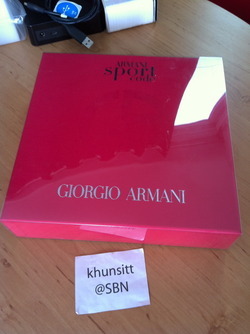 ARMANI
sport
code
GIORGIO ARMANI
khunsitt
@SBN